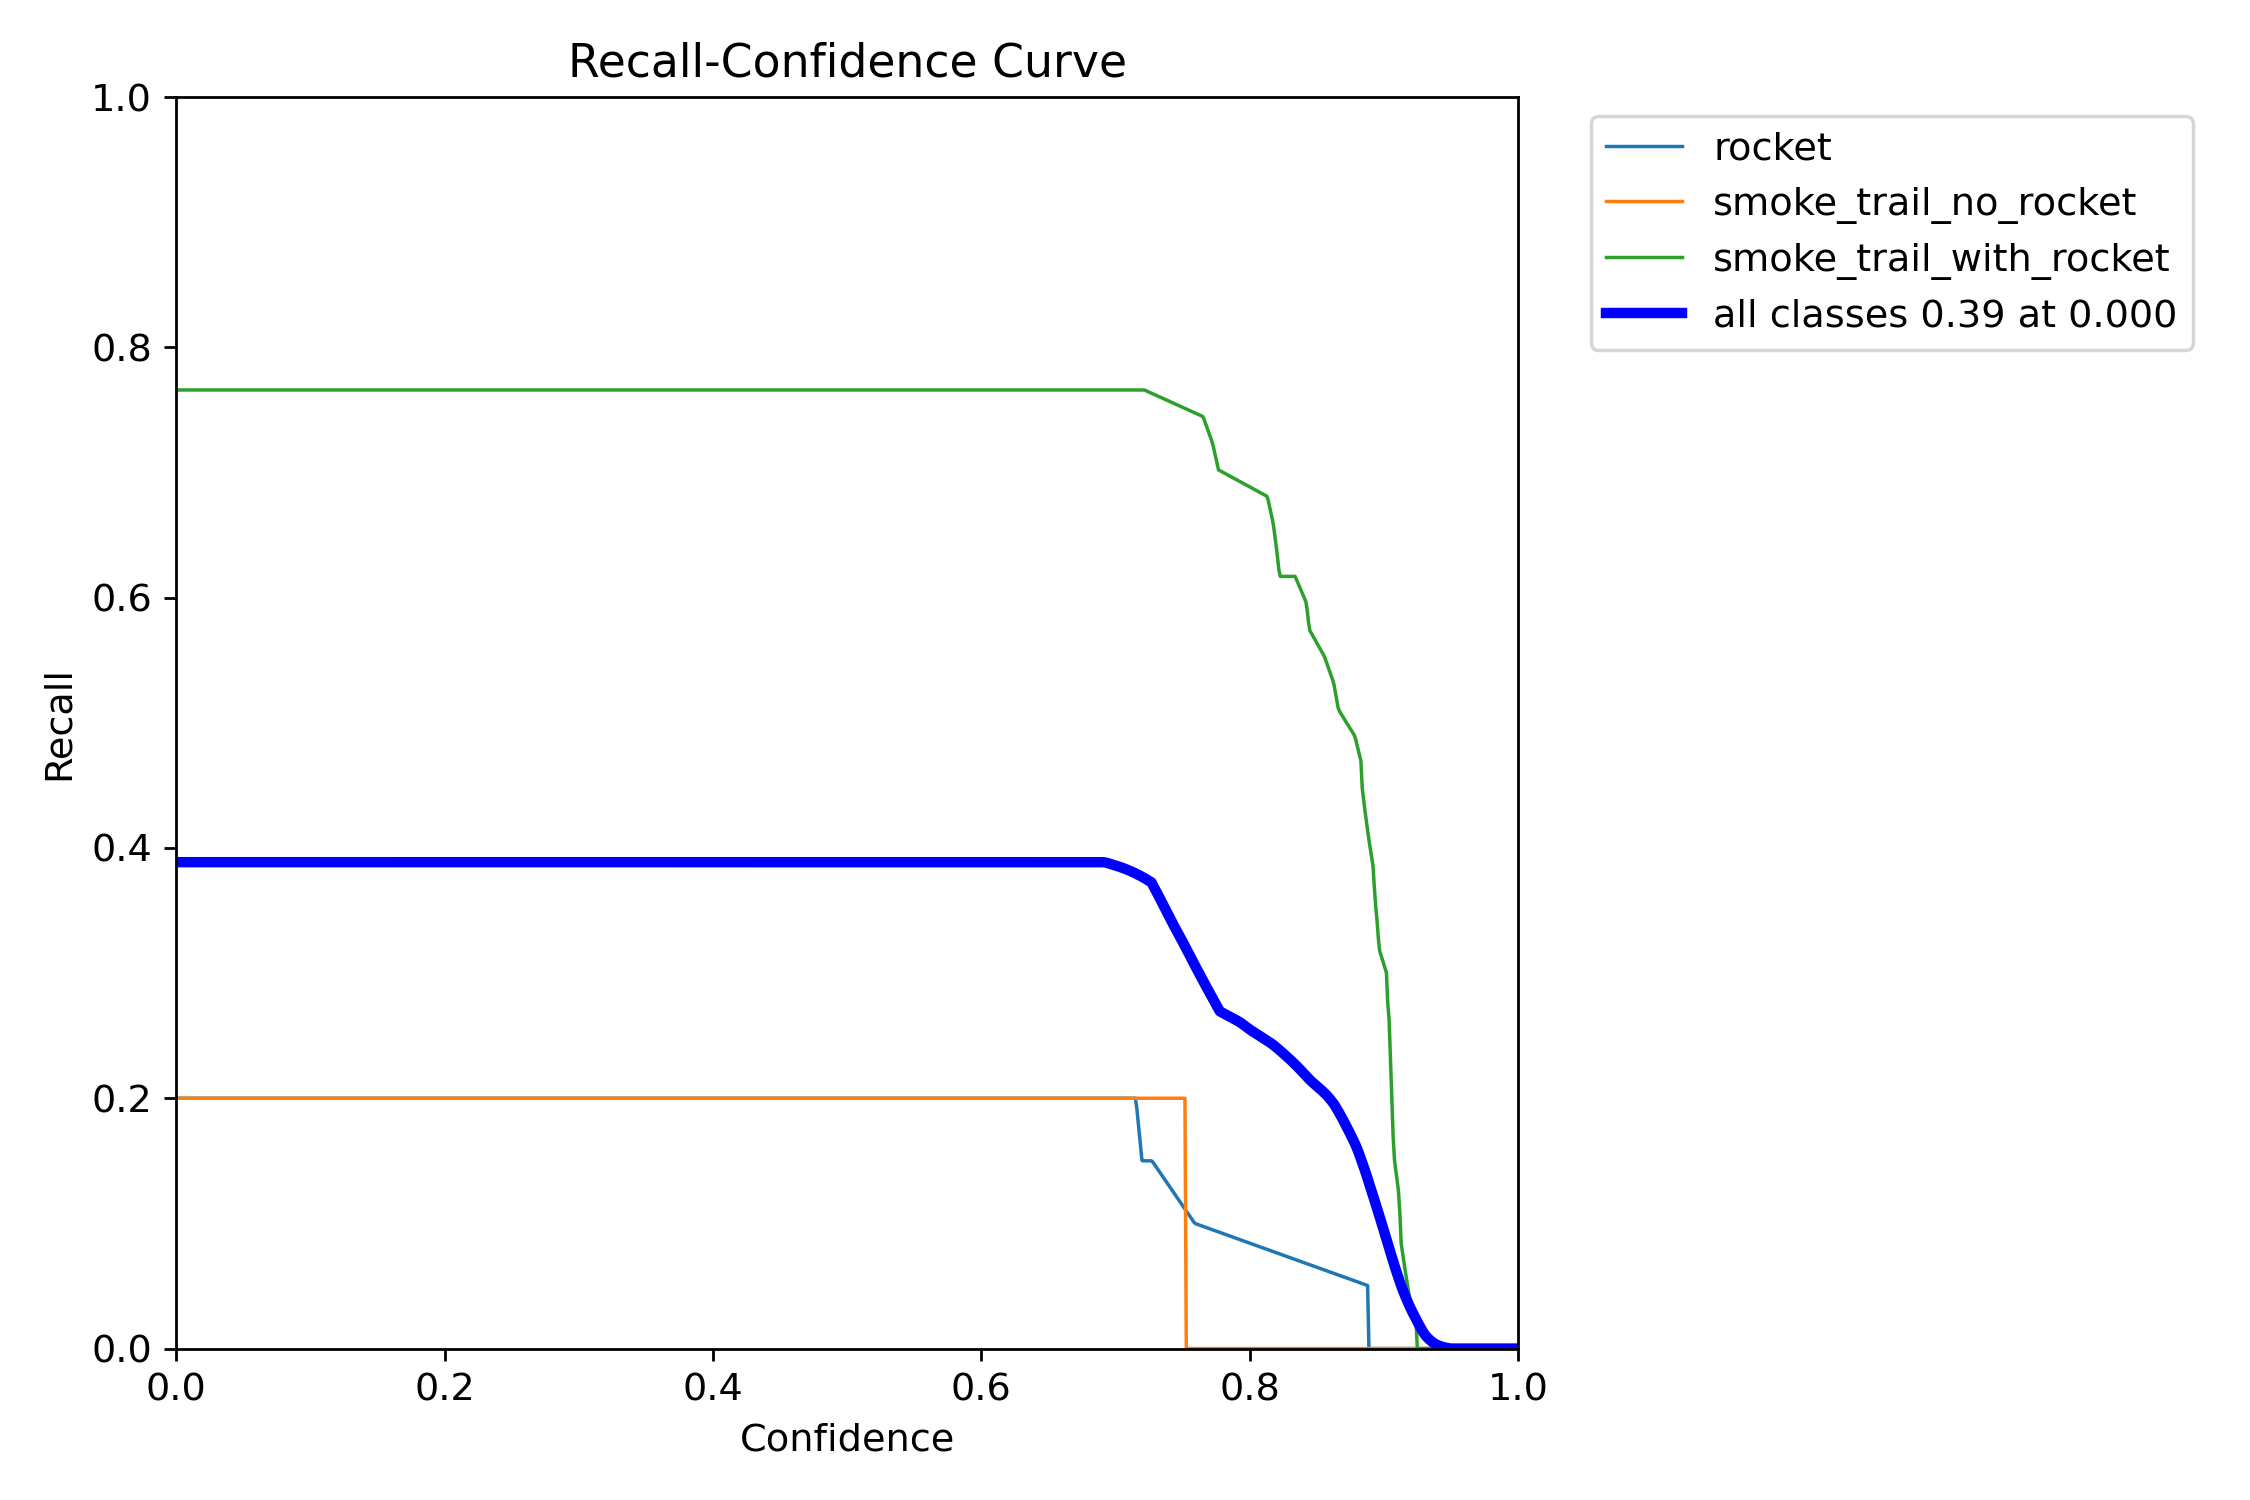 Recall-Confidence Curve
1.0
0.8
0.6
0.4
0.2
0.0
Recall
0.0 0.2 0.4 0.6 0.8 1.0
Confidence
rocket
smoke_trail_no_rocket
smoke_trail_with_rocket
all classes 0.39 at 0.000